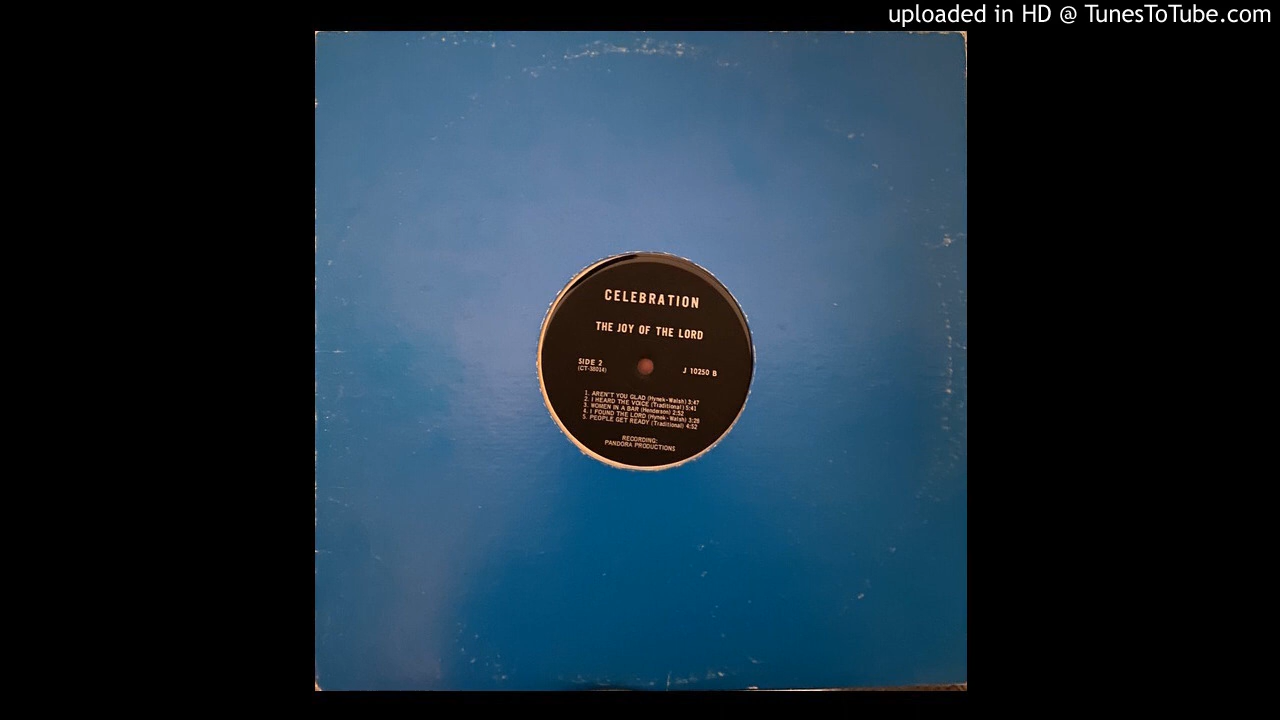 uploaded in HD @ TunesToTube.com
CELEBRATION
THE JOY OF THE LORD
SIDE 2
(CT-38014)
J 10250 B
1. AREN'T YOU GLAD (Hynek-Walsh) 3:47
2. I HEARD THE VOICE (Traditional) 5:41
3. WOMEN IN A BAR (Henderson) 2:52
4. I FOUND THE LORD (Hynek-Walsh) 3:28
5. PEOPLE GET READY (Traditional) 4:52
RECORDING:
PANDORA PRODUCTIONS